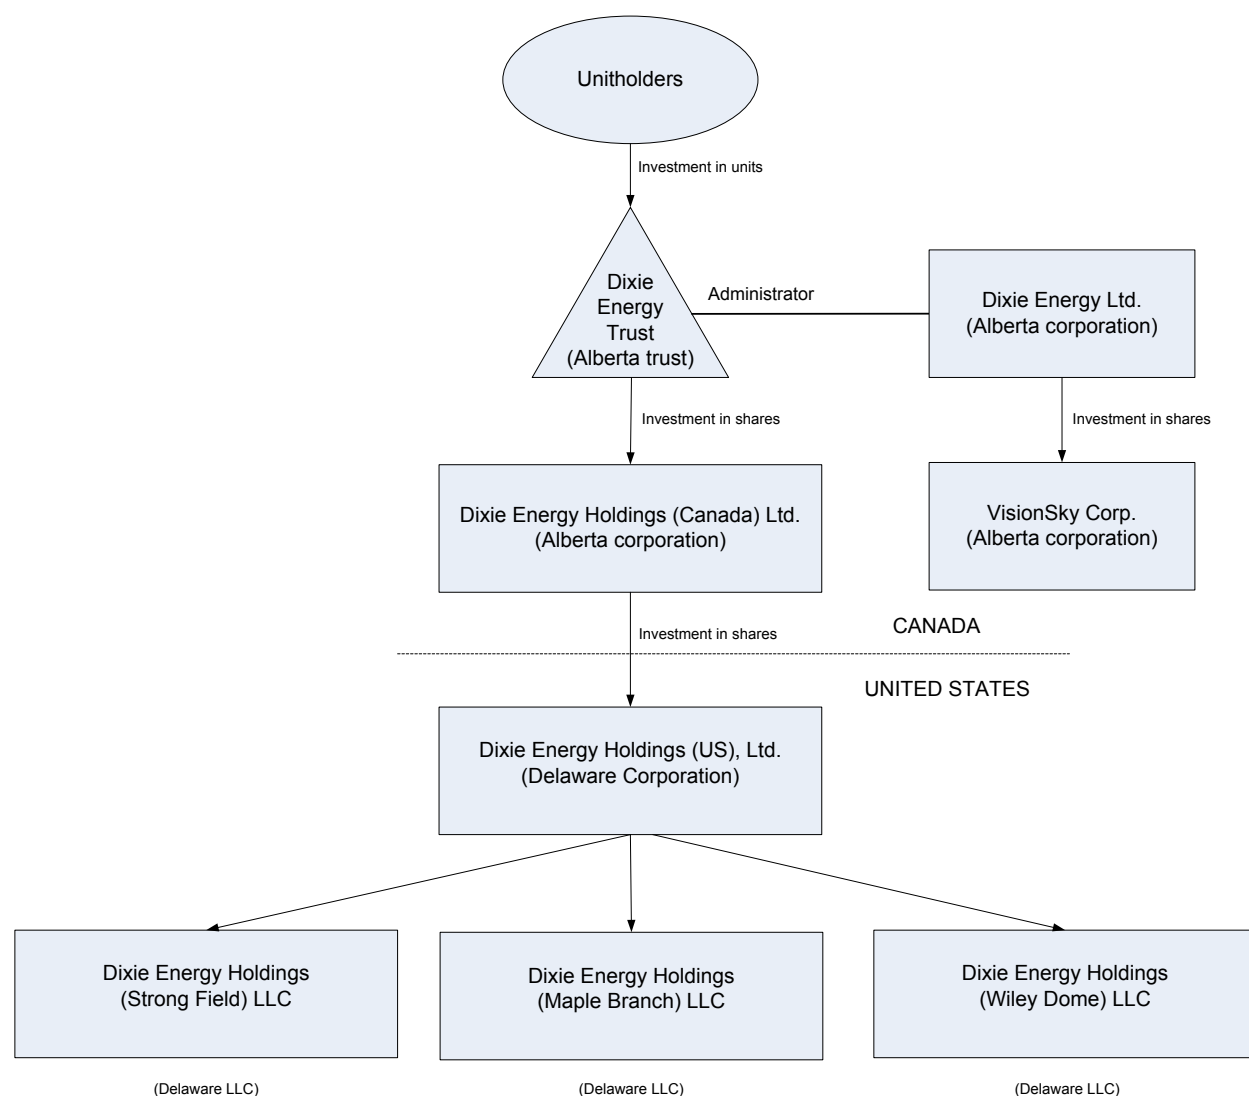 Unitholders
Investment in units
Dixie
Energy
Trust
(Alberta trust)
Administrator
Dixie Energy Ltd.
(Alberta corporation)
Investment in shares
Investment in shares
Dixie Energy Holdings (Canada) Ltd.
(Alberta corporation)
VisionSky Corp.
(Alberta corporation)
Investment in shares
CANADA
UNITED STATES
Dixie Energy Holdings (US), Ltd.
(Delaware Corporation)
Dixie Energy Holdings
(Strong Field) LLC
Dixie Energy Holdings
(Maple Branch) LLC
Dixie Energy Holdings
(Wiley Dome) LLC
(Delaware LLC)
(Delaware LLC)
(Delaware LLC)